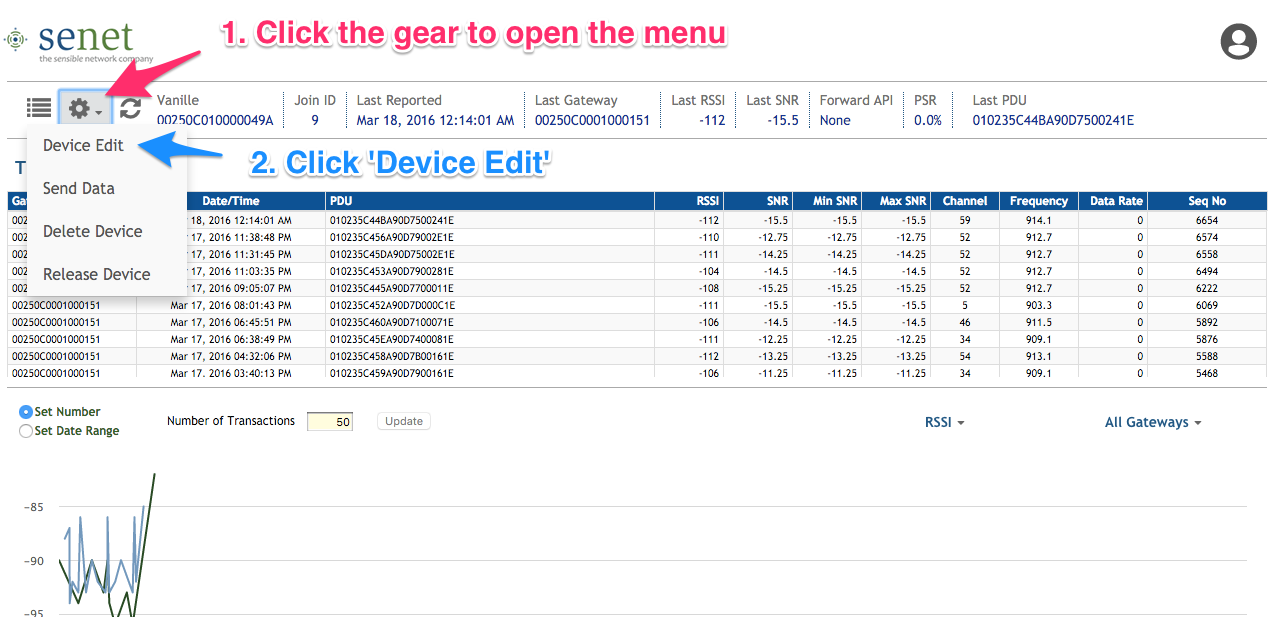 1. Click the gear to open the menu
senet
the sensible network company
Vanille Join ID Last Reported Last Gateway Last RSSI Last SNR Forward API PSR Last PDU
00250C010000049A 9 Mar 18, 2016 12:14:01 AM 00250C0001000151 -112 -15.5 None 0.0% 010235C44BA90D7500241E
Device Edit
2. Click 'Device Edit'
Send Data
Delete Device
Release Device
T
Ga Date/Time PDU RSSI SNR Min SNR Max SNR Channel Frequency Data Rate Seq No
002 18, 2016 12:14:01 AM 010235C44BA90D7500241E -112 -15.5 -15.5 -15.5 59 914.1 0 6654
002 17, 2016 11:38:48 PM 010235C456A90D79002E1E -110 -12.75 -12.75 -12.75 52 912.7 0 6574
002 17, 2016 11:31:45 PM 010235C45DA90D75002E1E -111 -14.25 -14.25 -14.25 52 912.7 0 6558
002 17, 2016 11:03:35 PM 010235C453A90D7900281E -104 -14.5 -14.5 -14.5 52 912.7 0 6494
002 17, 2016 09:05:07 PM 010235C445A90D7700011E -108 -15.25 -15.25 -15.25 52 912.7 0 6222
00250C0001000151 Mar 17, 2016 08:01:43 PM 010235C452A90D7D000C1E -111 -15.5 -15.5 -15.5 5 903.3 0 6069
00250C0001000151 Mar 17, 2016 06:45:51 PM 010235C460A90D7100071E -106 -14.5 -14.5 -14.5 46 911.5 0 5892
00250C0001000151 Mar 17, 2016 06:38:49 PM 010235C45EA90D7400081E -111 -12.25 -12.25 -12.25 34 909.1 0 5876
00250C0001000151 Mar 17, 2016 04:32:06 PM 010235C458A90D7B00161E -112 -13.25 -13.25 -13.25 54 913.1 0 5588
00250C0001000151 Mar 17, 2016 03:40:13 PM 010235C459A90D7900161E -106 -11.25 -11.25 -11.25 34 909.1 0 5468
Set Number
Set Date Range
Number of Transactions 50 Update RSSI All Gateways
-85
-90
-95